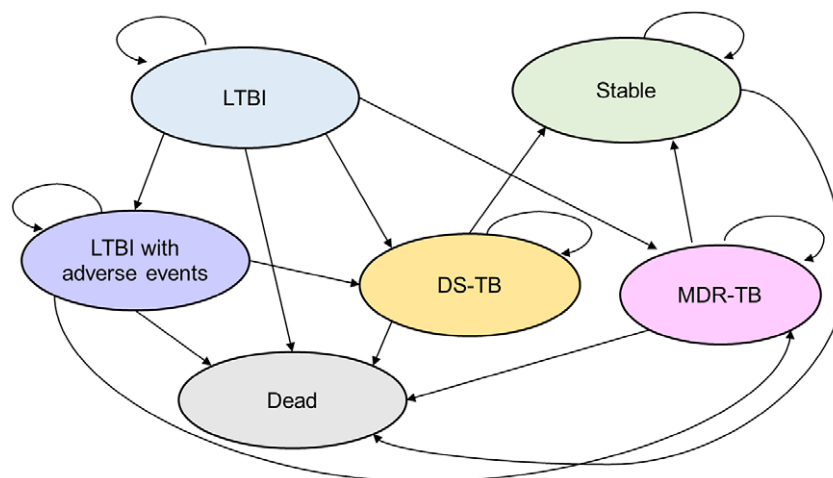 LTBI
Stable
LTBI with
adverse events
DS-TB
MDR-TB
Dead